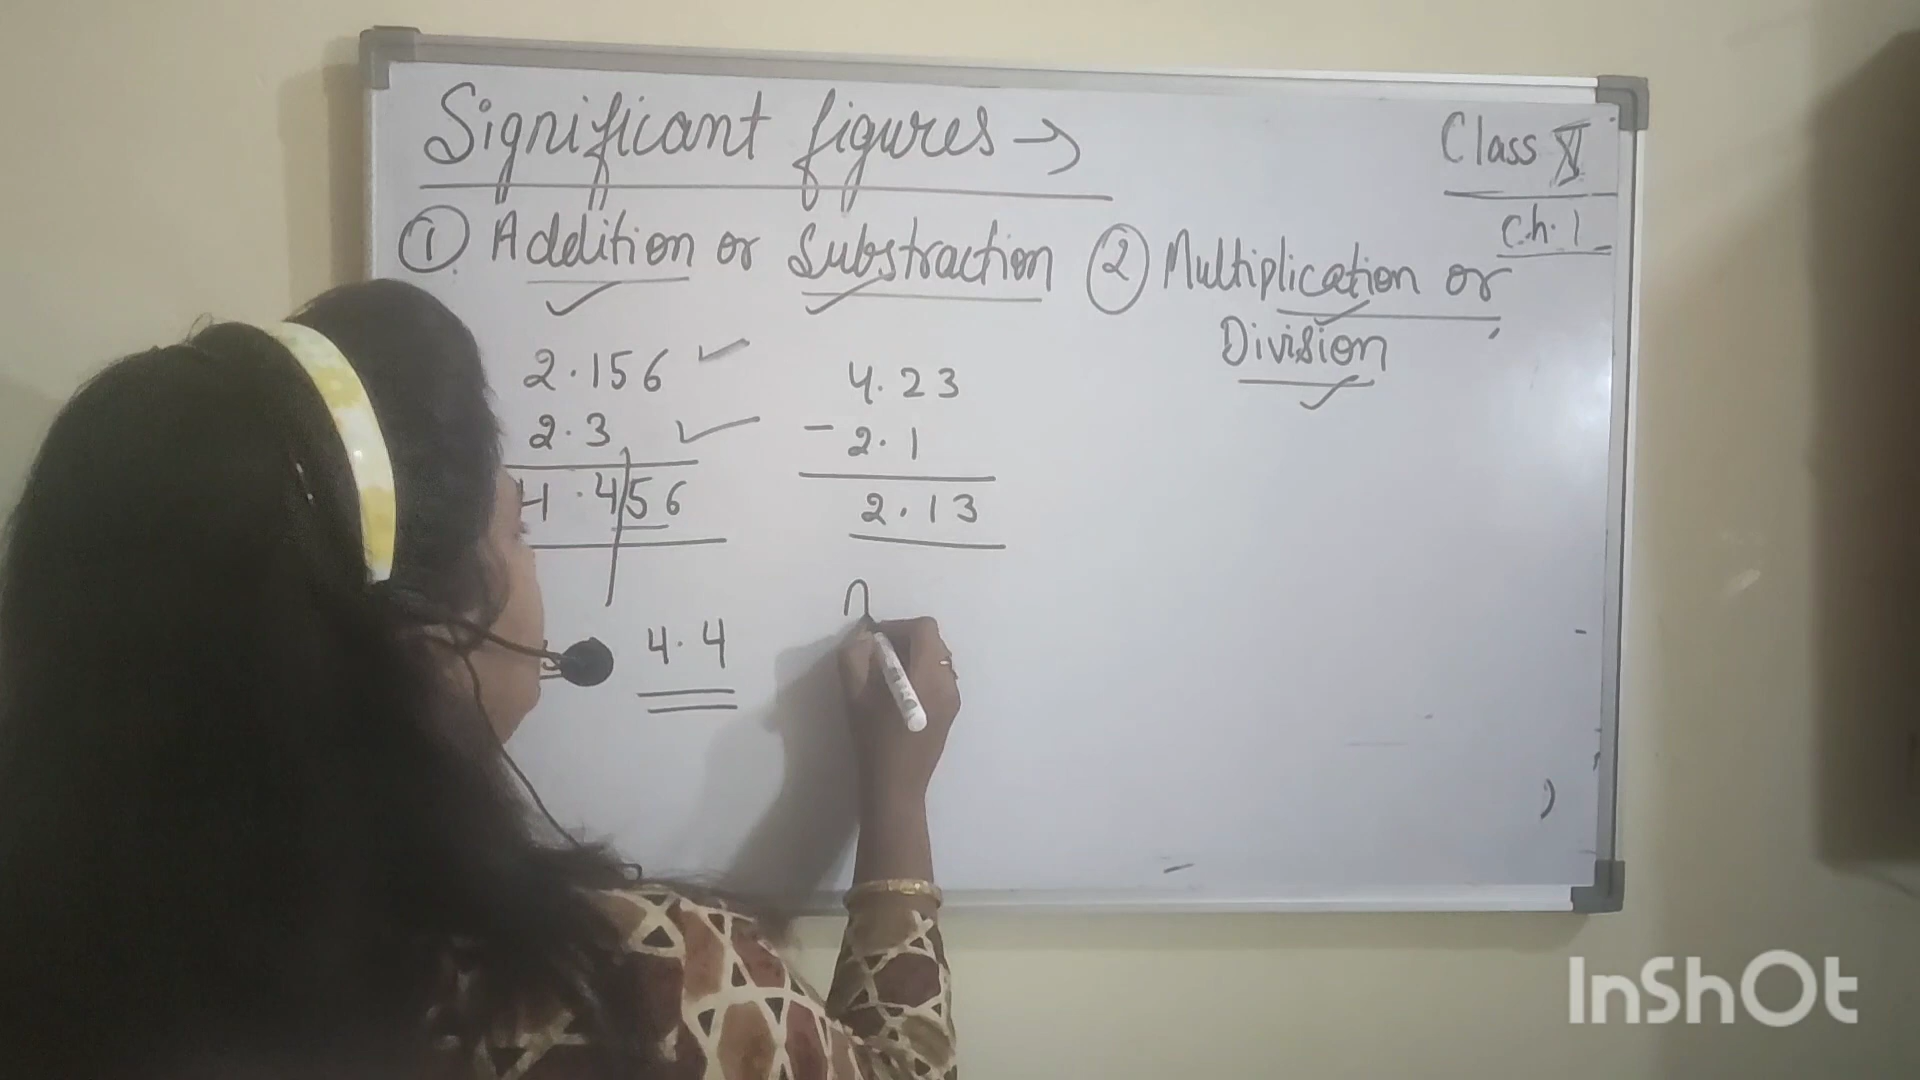 Significant figures →
Class XI
Ch. 1
① Addition or Substraction
② Multiplication or
Division
2.156
2.3
4.456
4.4
4.23
- 2.1
2.13
InShOt